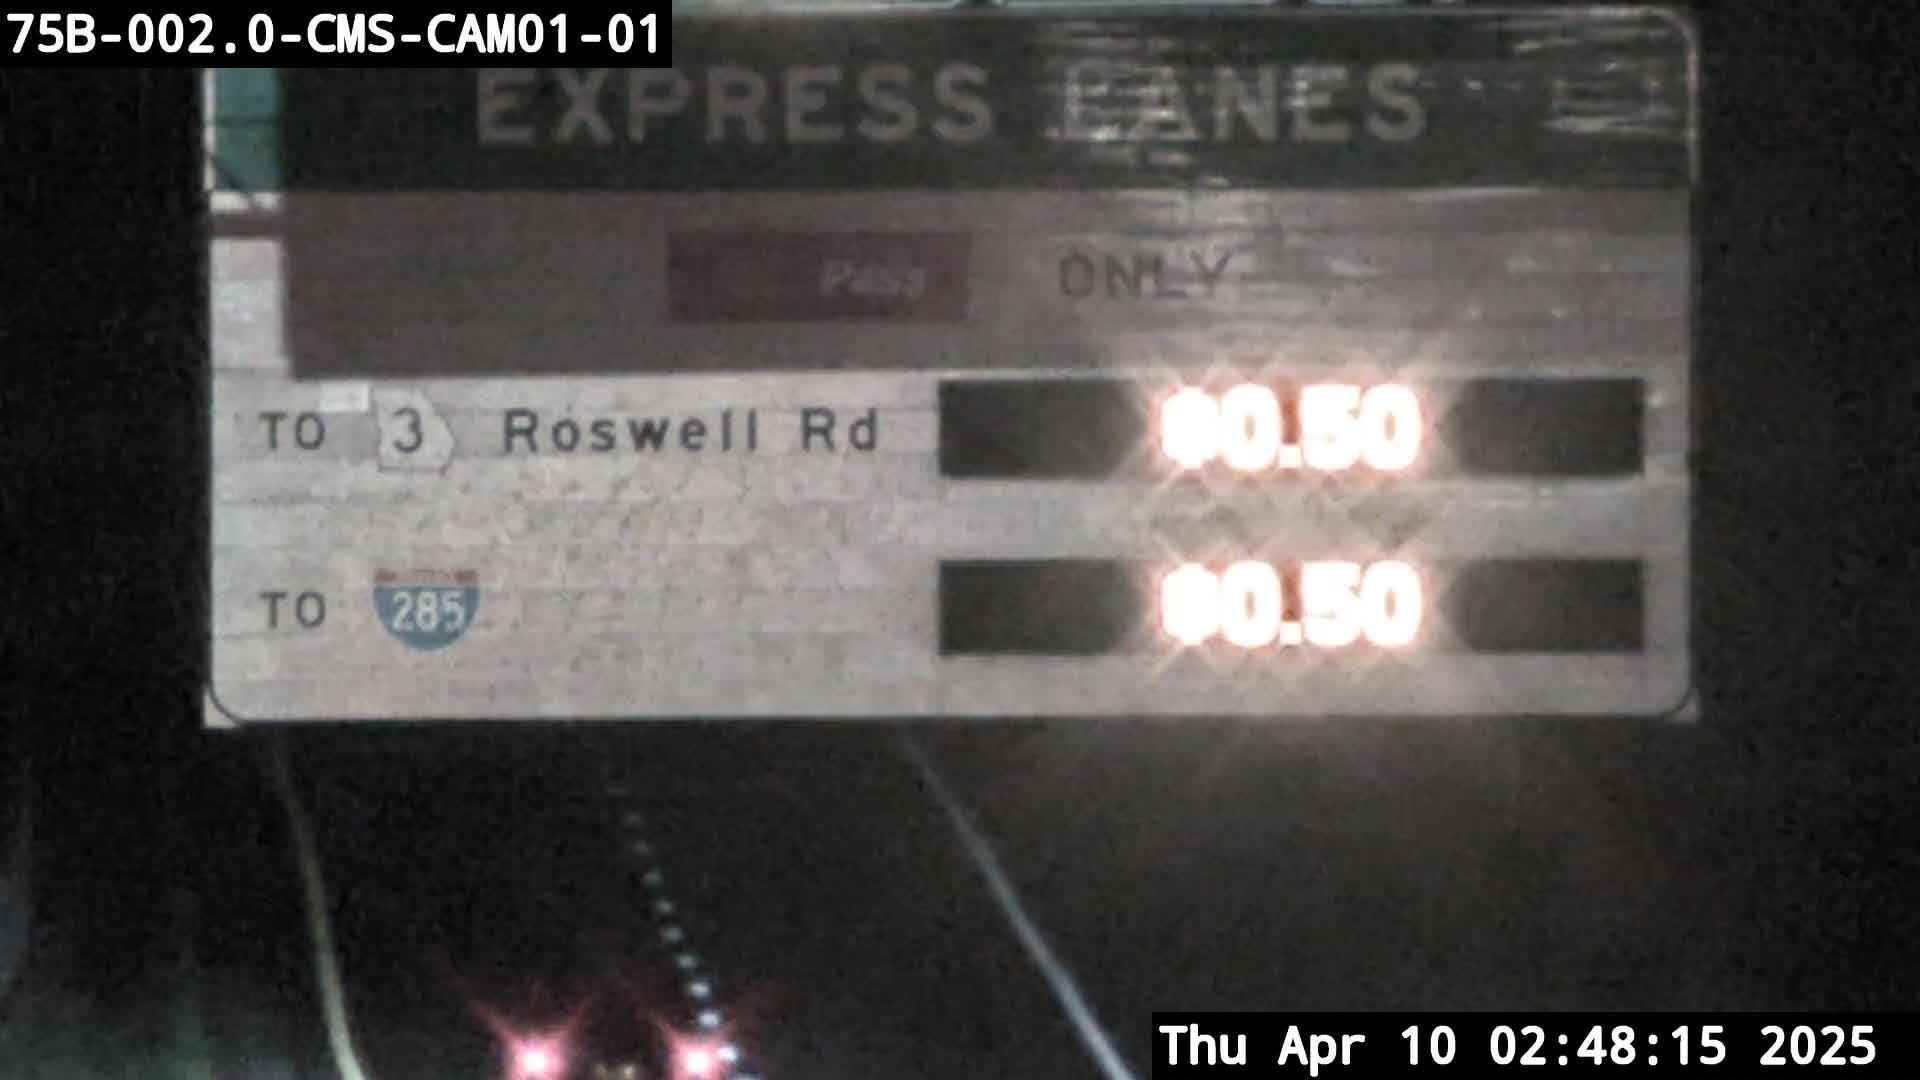 75B-002.0-CMS-CAM01-01
EXPRESS LANES
Pass ONLY
TO 3 Roswell Rd $0.50
TO 285 $0.50
Thu Apr 10 02:48:15 2025